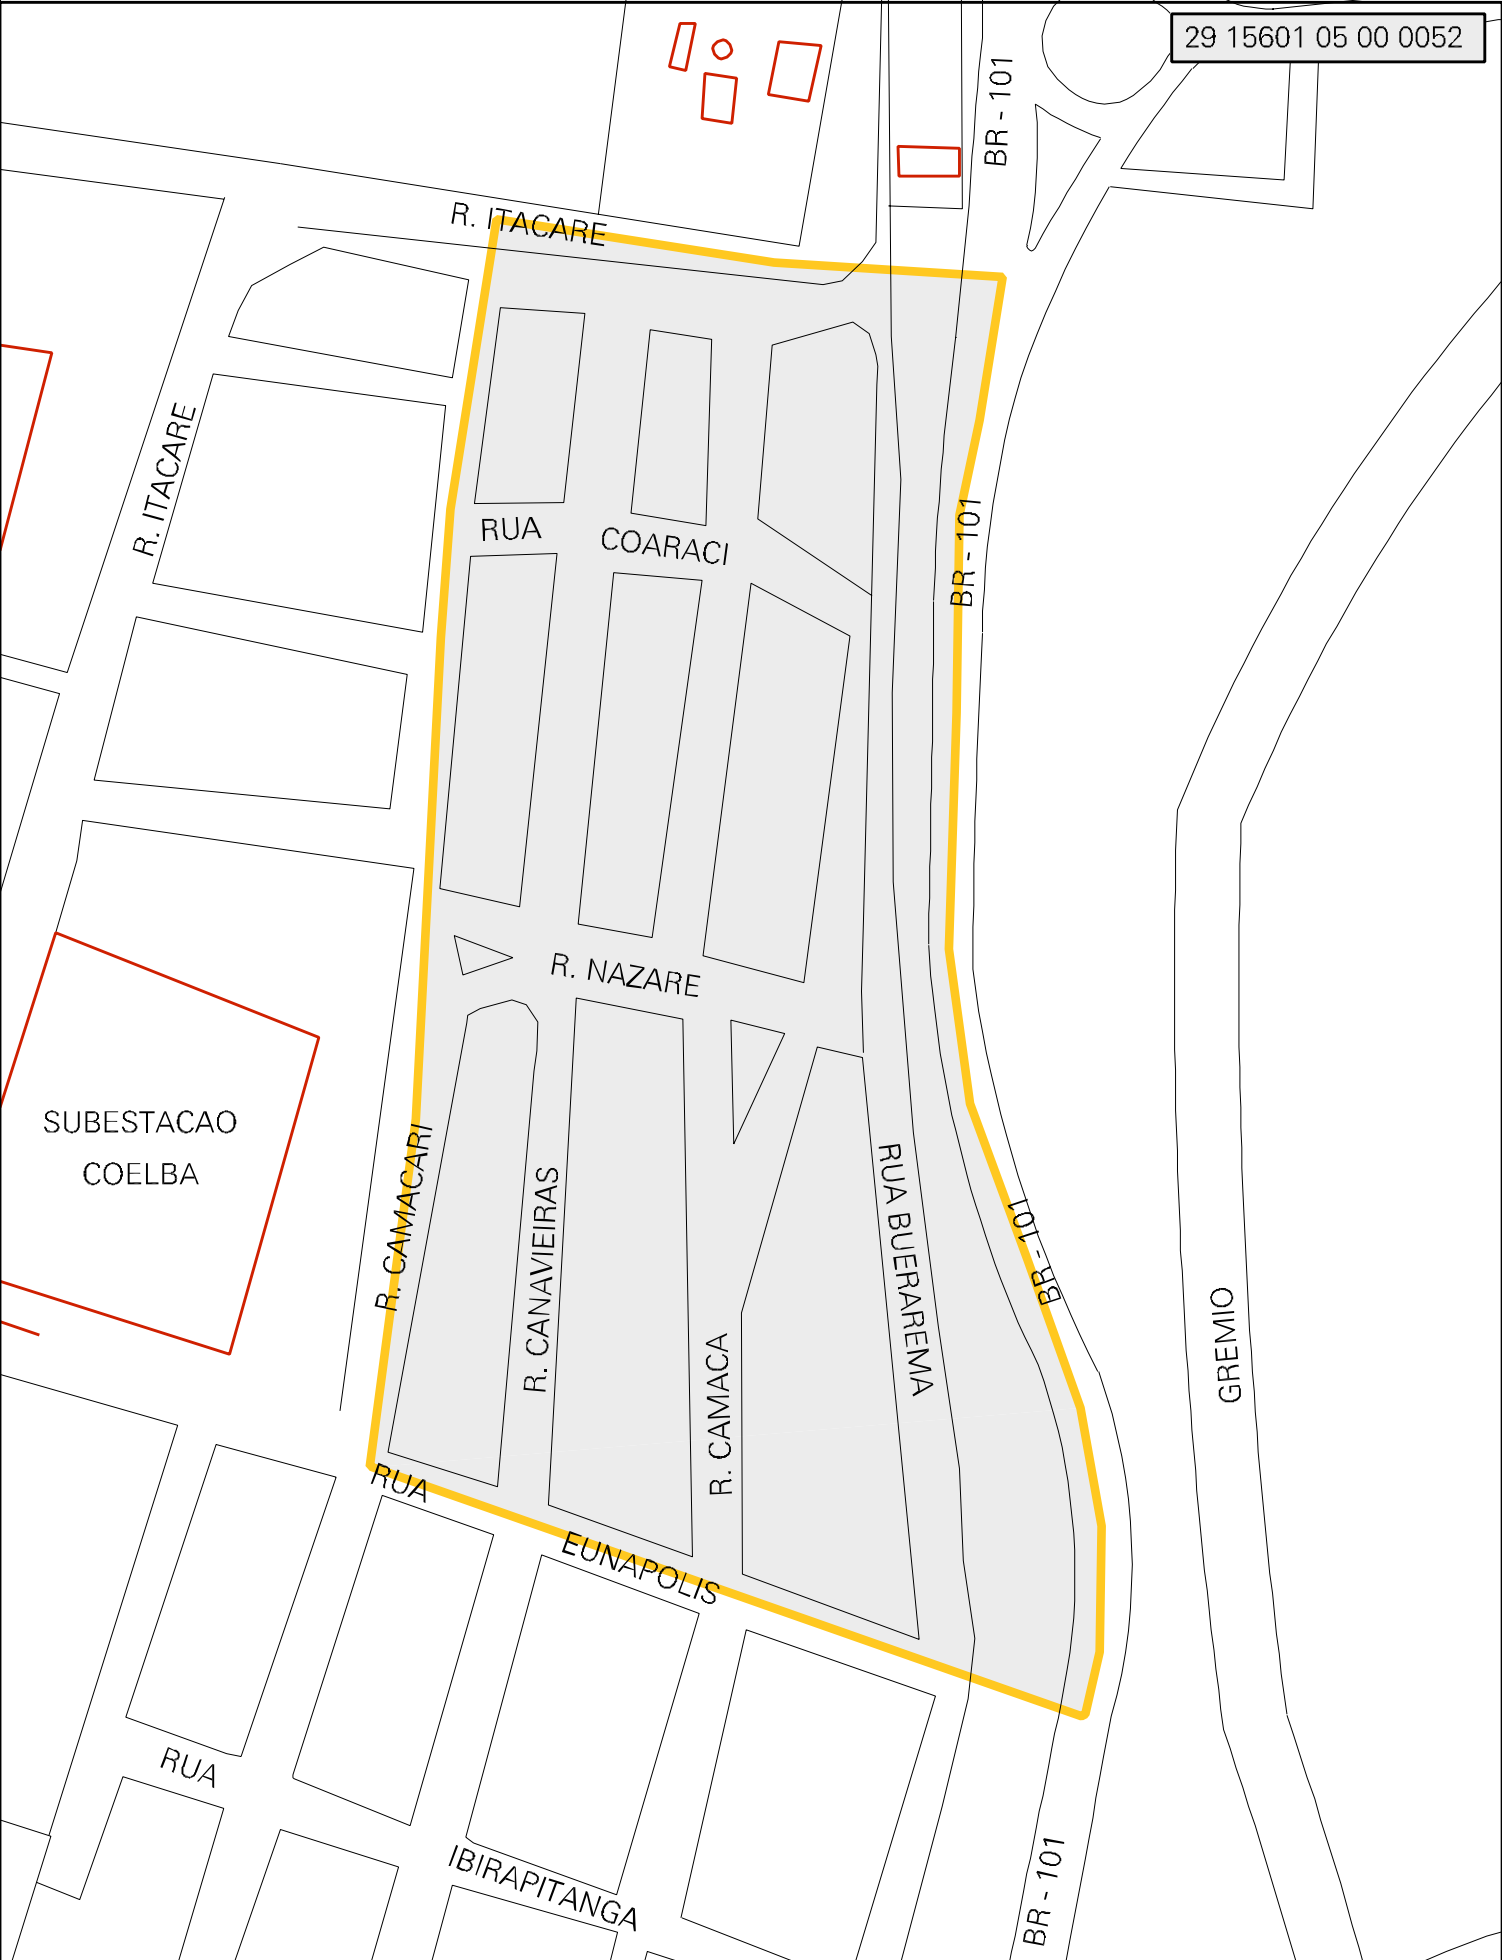 29 15601 05 00 0052
BR - 101
R. ITACARE
R. ITACARE
RUA COARACI
BR - 101
R. NAZARE
SUBESTACAO
COELBA
R. CAMACARI
R. CANAVIEIRAS
R. CAMACA
RUA BUERAREMA
BR - 101
GREMIO
RUA EUNAPOLIS
RUA IBIRAPITANGA
BR - 101